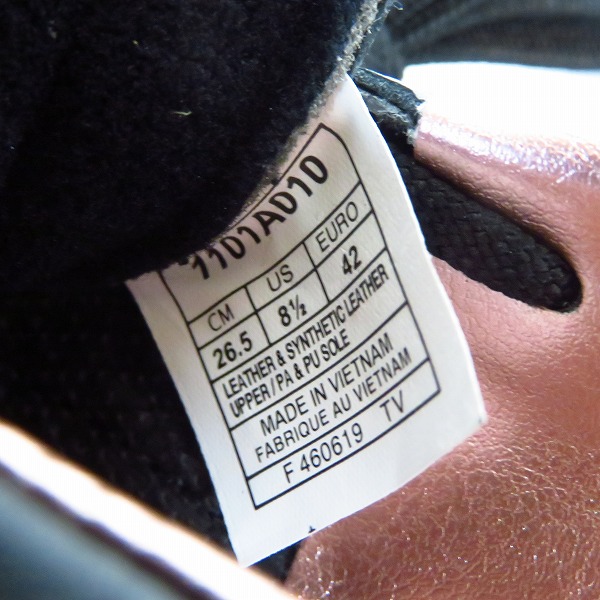 1101A010
CM US EURO
26.5 8½ 42
LEATHER & SYNTHETIC LEATHER
UPPER / PA & PU SOLE
MADE IN VIETNAM
FABRIQUE AU VIETNAM
F 460619 TV